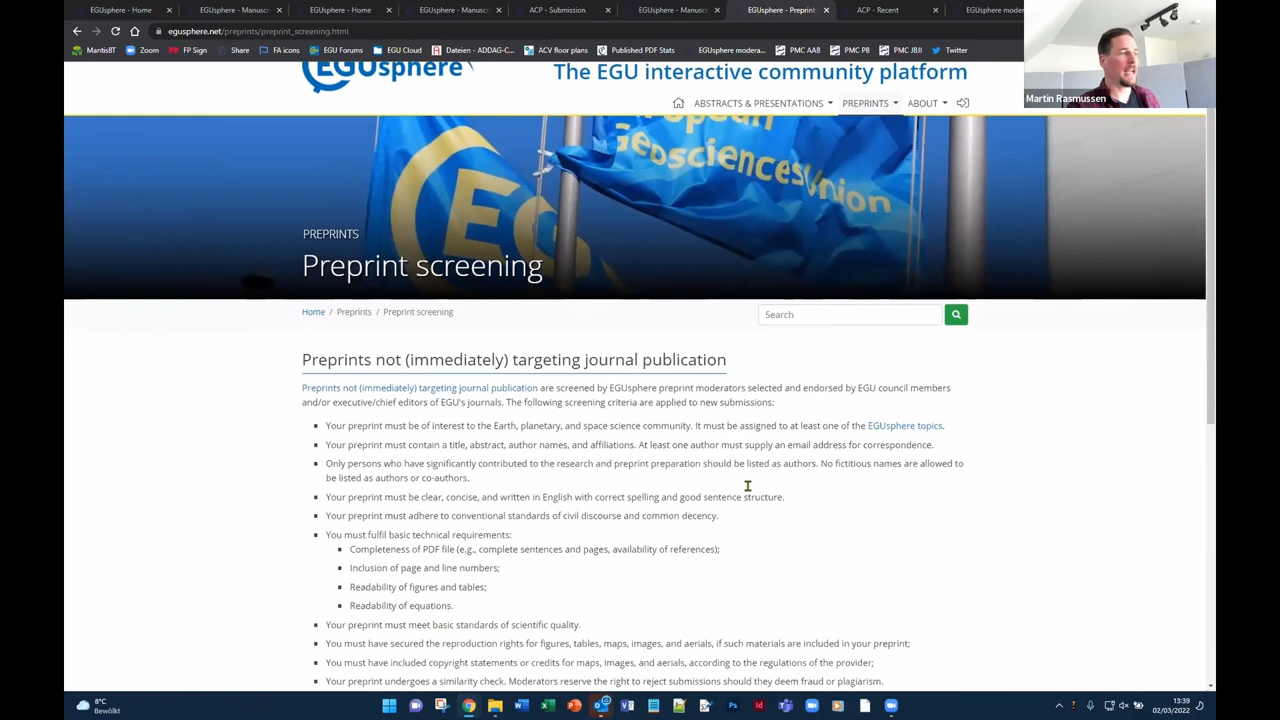 EGUsphere - Home
EGUsphere - Manusc
EGUsphere - Home
EGUsphere - Manusc
ACP - Submission
EGUsphere - Manusc
EGUsphere - Preprint
ACP - Recent
EGUsphere mode
egusphere.net/preprints/preprint_screening.html
MantisBT
Zoom
FP Sign
Share
FA icons
EGU Forums
EGU Cloud
Dateien - ADDAG-C...
ACV floor plans
Published PDF Stats
EGUsphere modera...
PMC AAB
PMC PB
PMC JBJI
Twitter
Martin Rasmussen
EGUsphere
The EGU interactive community platform
ABSTRACTS & PRESENTATIONS
PREPRINTS
ABOUT
Geosciences Union
EG
PREPRINTS
Preprint screening
Home / Preprints / Preprint screening
Search
Preprints not (immediately) targeting journal publication
Preprints not (immediately) targeting journal publication are screened by EGUsphere preprint moderators selected and endorsed by EGU council members
and/or executive/chief editors of EGU's journals. The following screening criteria are applied to new submissions:
Your preprint must be of interest to the Earth, planetary, and space science community. It must be assigned to at least one of the EGUsphere topics.
Your preprint must contain a title, abstract, author names, and affiliations. At least one author must supply an email address for correspondence.
Only persons who have significantly contributed to the research and preprint preparation should be listed as authors. No fictitious names are allowed to
be listed as authors or co-authors.
Your preprint must be clear, concise, and written in English with correct spelling and good sentence structure.
Your preprint must adhere to conventional standards of civil discourse and common decency.
You must fulfil basic technical requirements:
Completeness of PDF file (e.g., complete sentences and pages, availability of references);
Inclusion of page and line numbers;
Readability of figures and tables;
Readability of equations.
Your preprint must meet basic standards of scientific quality.
You must have secured the reproduction rights for figures, tables, maps, images, and aerials, if such materials are included in your preprint;
You must have included copyright statements or credits for maps, images, and aerials, according to the regulations of the provider;
Your preprint undergoes a similarity check. Moderators reserve the right to reject submissions should they deem fraud or plagiarism.
8°C
Bewölkt
13:39
02/03/2022